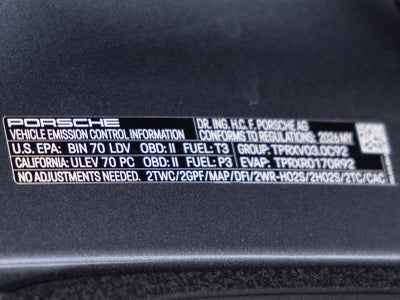 PORSCHE DR. ING. H.C. F. PORSCHE AG
VEHICLE EMISSION CONTROL INFORMATION CONFORMS TO REGULATIONS: 2026 MY
U.S. EPA: BIN 70 LDV OBD: II FUEL: T3 GROUP: TPRXV03.0C92
CALIFORNIA: ULEV 70 PC OBD: II FUEL: P3 EVAP: TPRXR0170R92
NO ADJUSTMENTS NEEDED. 2TWC/2GPF/MAP/DFI/2WR-HO2S/2HO2S/2TC/CAC